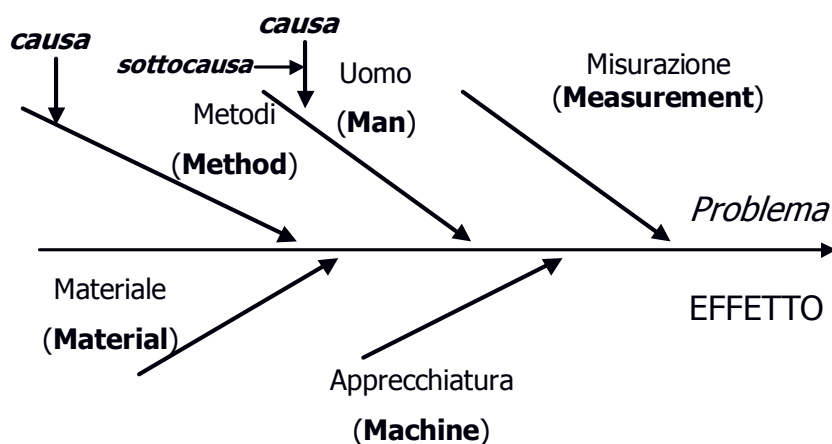 causa
causa
sottocausa
Uomo
(Man)
Misurazione
(Measurement)
Metodi
(Method)
Problema
Materiale
(Material)
EFFETTO
Apprecchiatura
(Machine)